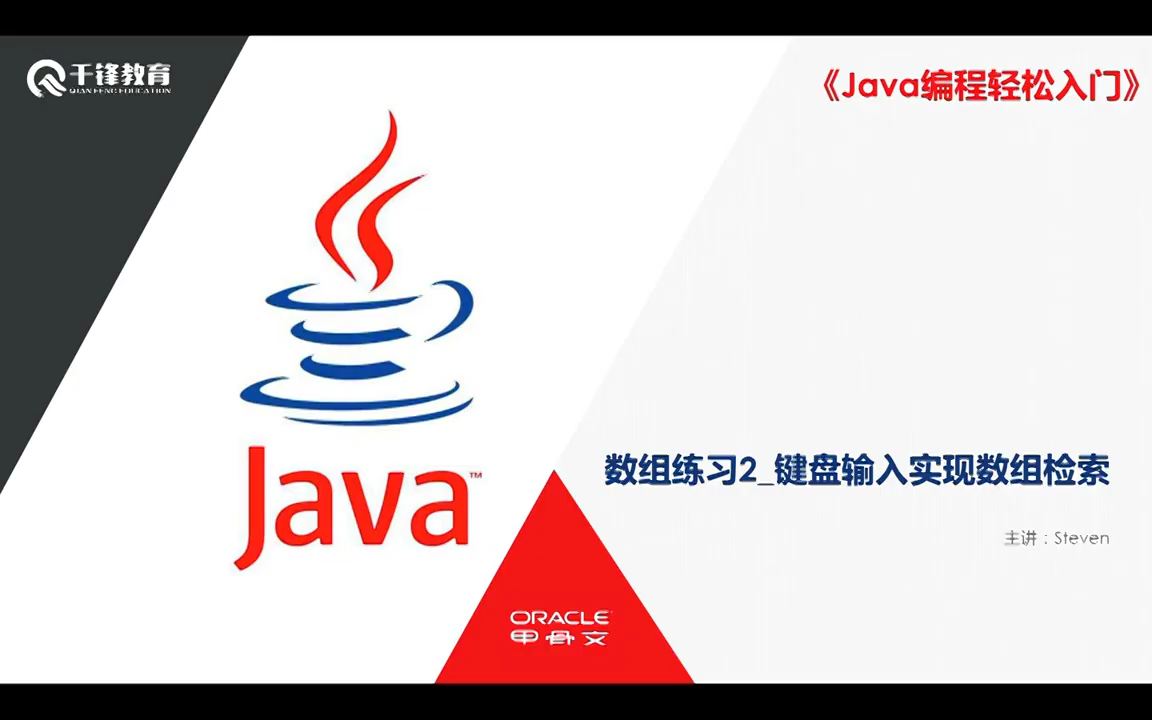 千锋教育
QIANFENG EDUCATION
《Java编程轻松入门》
Java™
数组练习2_键盘输入实现数组检索
主讲：Steven
ORACLE
甲骨文